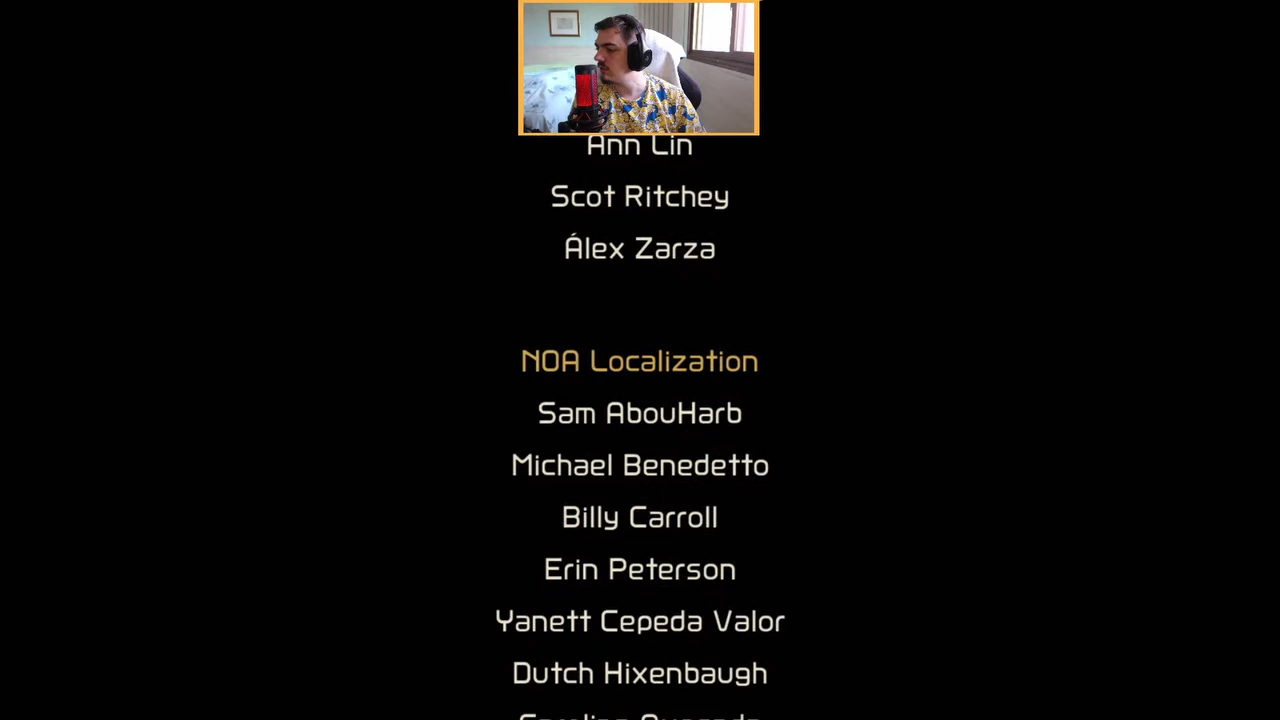 Ann Lin
Scot Ritchey
Álex Zarza
NOA Localization
Sam AbouHarb
Michael Benedetto
Billy Carroll
Erin Peterson
Yanett Cepeda Valor
Dutch Hixenbaugh